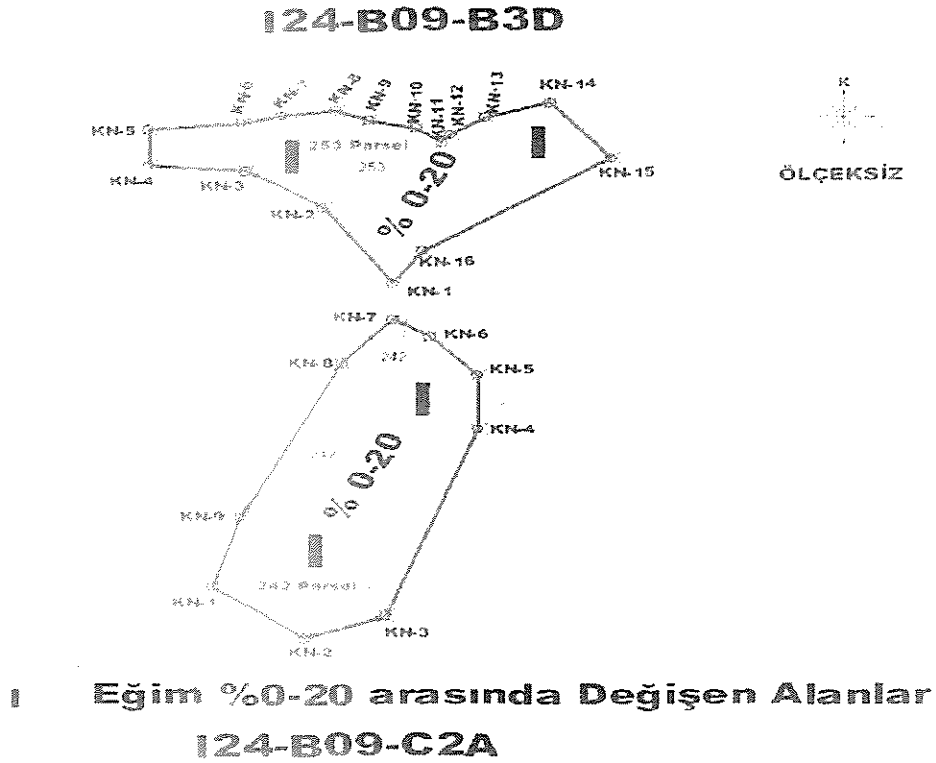 I24-B09-B3D
KN-14
K
KN-13
KN-12
KN-11
KN-10
KN-9
KN-8
KN-7
KN-6
KN-5
253 Parsel
253
KN-4
KN-3
KN-15
ÖLÇEKSİZ
KN-2
% 0-20
KN-16
KN-1
KN-7
KN-6
242
KN-8
KN-5
KN-4
242
% 0-20
KN-9
242 Parsel
KN-1
KN-3
KN-2
I Eğim %0-20 arasında Değişen Alanlar
I24-B09-C2A